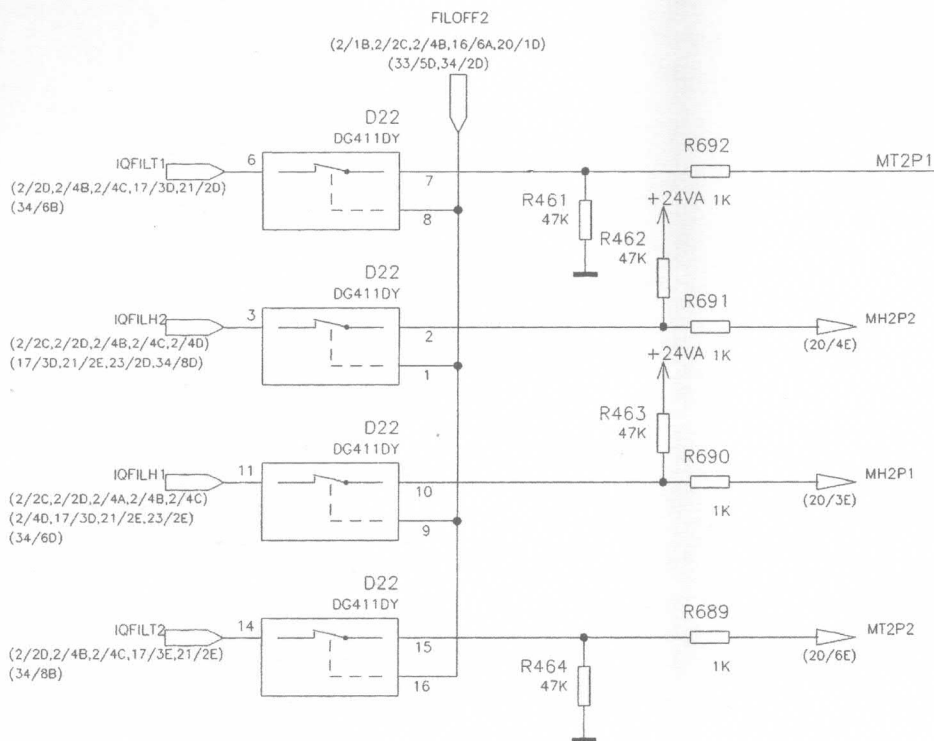 FILOFF2
(2/1B,2/2C,2/4B,16/6A,20/1D)
(33/5D,34/2D)
D22
DG411DY
IQFILT1
6
7
8
(2/2D,2/4B,2/4C,17/3D,21/2D)
(34/6B)
R692
1K
MT2P1
R461
47K
+24VA
R462
47K
D22
DG411DY
IQFILH2
3
2
1
(2/2C,2/2D,2/4B,2/4C,2/4D)
(17/3D,21/2E,23/2D,34/8D)
R691
1K
MH2P2
(20/4E)
+24VA
R463
47K
D22
DG411DY
IQFILH1
11
10
9
(2/2C,2/2D,2/4A,2/4B,2/4C)
(2/4D,17/3D,21/2E,23/2E)
(34/6D)
R690
1K
MH2P1
(20/3E)
D22
DG411DY
IQFILT2
14
15
16
(2/2D,2/4B,2/4C,17/3E,21/2E)
(34/8B)
R689
1K
MT2P2
(20/6E)
R464
47K